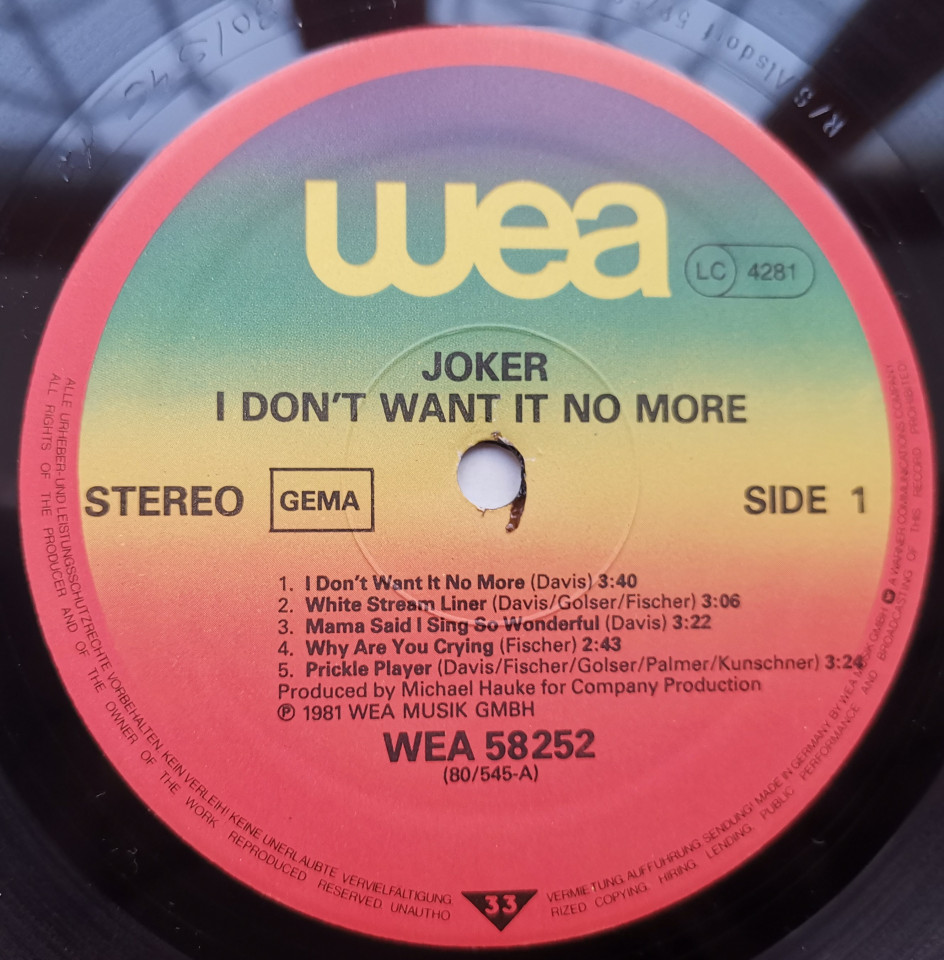 wea
LC 4281
JOKER
I DON'T WANT IT NO MORE
STEREO GEMA SIDE 1
1. I Don't Want It No More (Davis) 3:40
2. White Stream Liner (Davis/Golser/Fischer) 3:06
3. Mama Said I Sing So Wonderful (Davis) 3:22
4. Why Are You Crying (Fischer) 2:43
5. Prickle Player (Davis/Fischer/Golser/Palmer/Kunschner) 3:24
Produced by Michael Hauke for Company Production
℗ 1981 WEA MUSIK GMBH
WEA 58252
(80/545-A)
33
ALLE URHEBER-UND LEISTUNGSSCHUTZRECHTE VORBEHALTEN KEIN VERLEIH! KEINE UNERLAUBTE VERVIELFÄLTIGUNG
VERMIETUNG AUFFÜHRUNG SENDUNG! MADE IN GERMANY BY WEA MUSIK GMBH A WARNER COMMUNICATIONS COMPANY
ALL RIGHTS OF THE PRODUCER AND OF THE OWNER OF THE WORK REPRODUCED RESERVED UNAUTHO
RIZED COPYING HIRING LENDING PUBLIC PERFORMANCE AND BROADCASTING OF THIS RECORD PROHIBITED
R/S Alsdorf